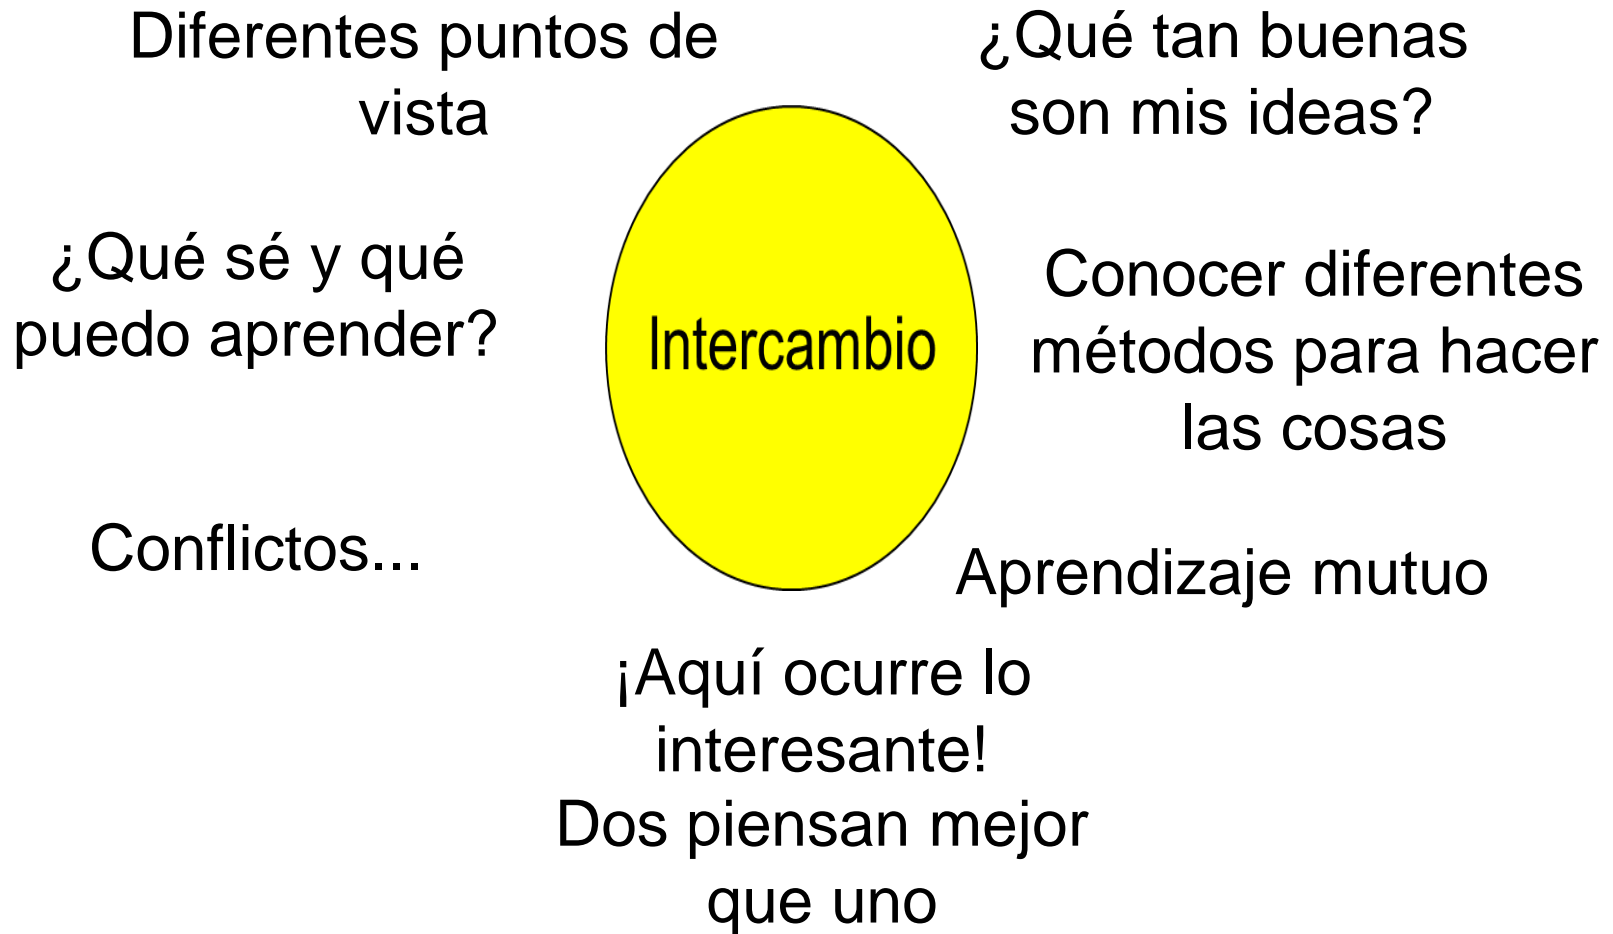 Diferentes puntos de
vista
¿Qué tan buenas
son mis ideas?
¿Qué sé y qué
puedo aprender?
Intercambio
Conocer diferentes
métodos para hacer
las cosas
Conflictos...
Aprendizaje mutuo
¡Aquí ocurre lo
interesante!
Dos piensan mejor
que uno